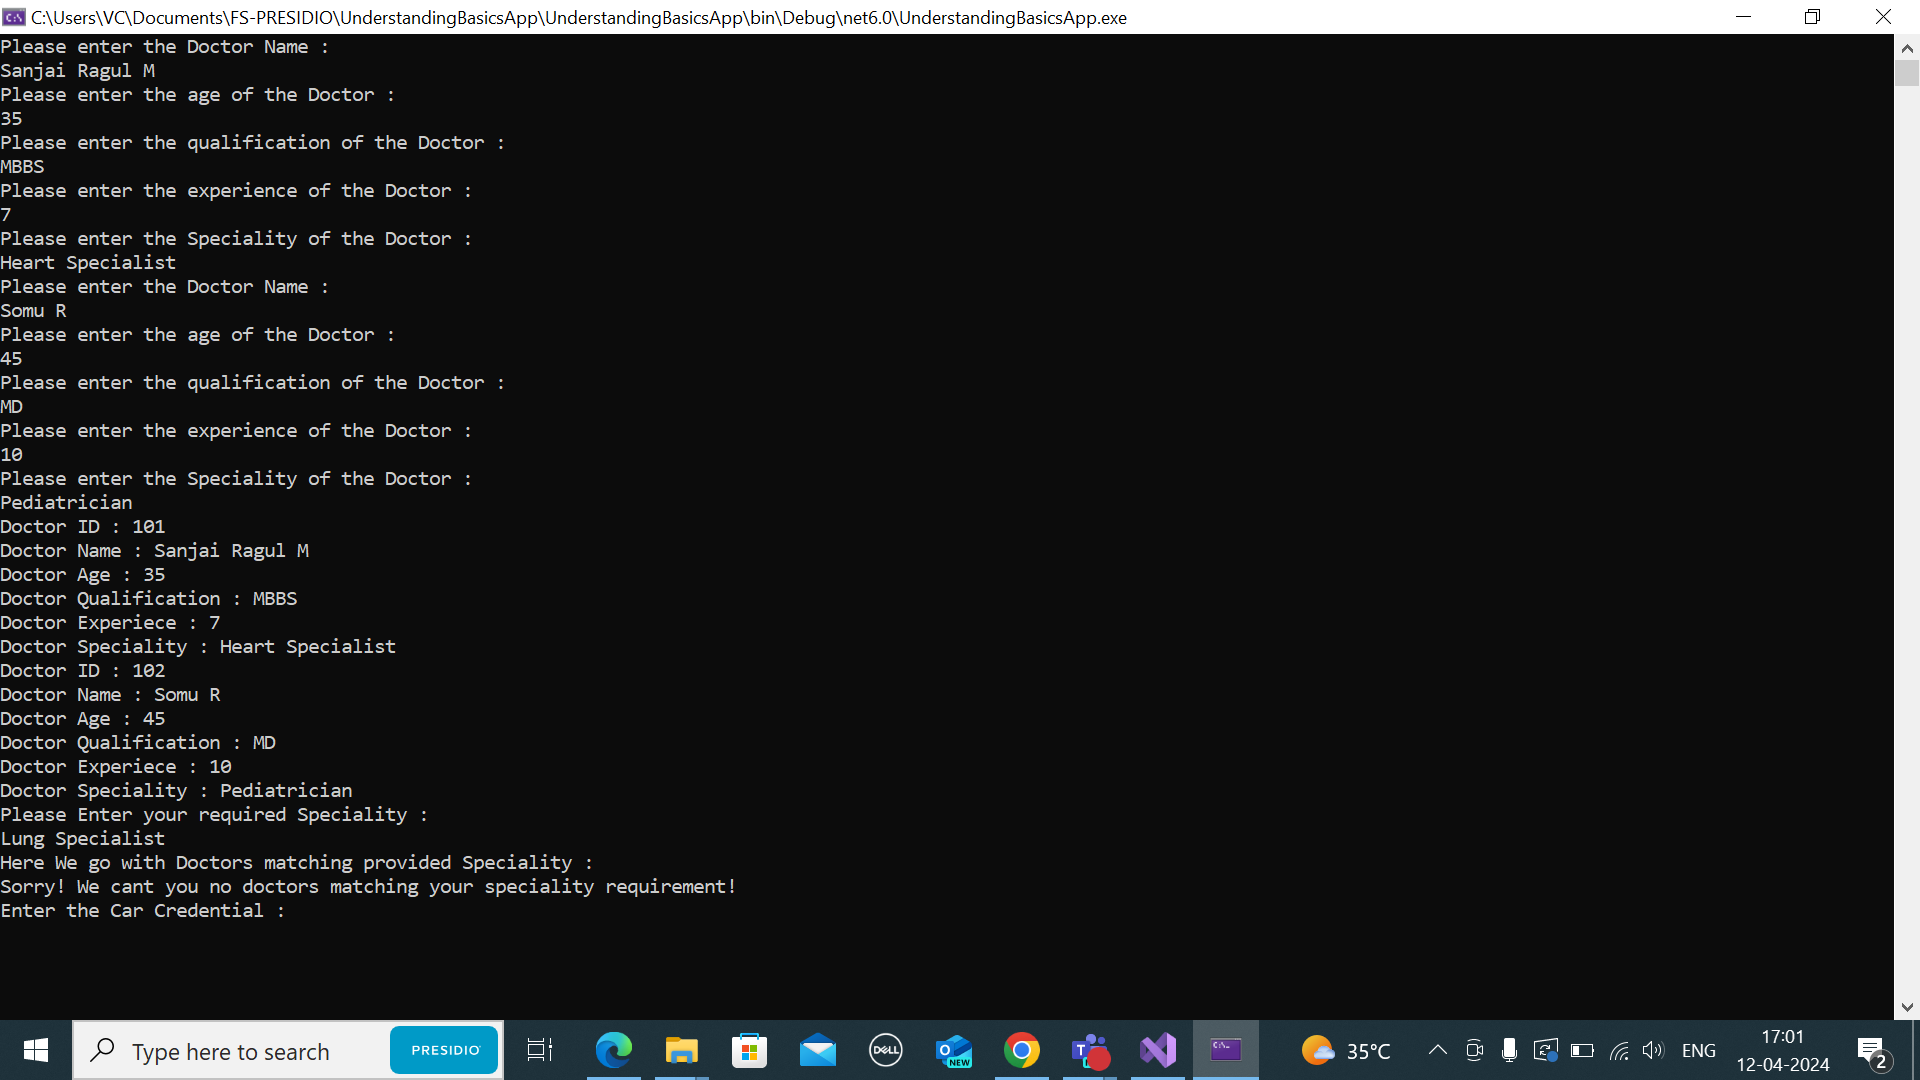 C:\Users\VC\Documents\FS-PRESIDIO\UnderstandingBasicsApp\UnderstandingBasicsApp\bin\Debug\net6.0\UnderstandingBasicsApp.exe
Please enter the Doctor Name :
Sanjai Ragul M
Please enter the age of the Doctor :
35
Please enter the qualification of the Doctor :
MBBS
Please enter the experience of the Doctor :
7
Please enter the Speciality of the Doctor :
Heart Specialist
Please enter the Doctor Name :
Somu R
Please enter the age of the Doctor :
45
Please enter the qualification of the Doctor :
MD
Please enter the experience of the Doctor :
10
Please enter the Speciality of the Doctor :
Pediatrician
Doctor ID : 101
Doctor Name : Sanjai Ragul M
Doctor Age : 35
Doctor Qualification : MBBS
Doctor Experiece : 7
Doctor Speciality : Heart Specialist
Doctor ID : 102
Doctor Name : Somu R
Doctor Age : 45
Doctor Qualification : MD
Doctor Experiece : 10
Doctor Speciality : Pediatrician
Please Enter your required Speciality :
Lung Specialist
Here We go with Doctors matching provided Speciality :
Sorry! We cant you no doctors matching your speciality requirement!
Enter the Car Credential :
Type here to search
PRESIDIO
DELL
NEW
35°C
ENG
17:01
12-04-2024
2